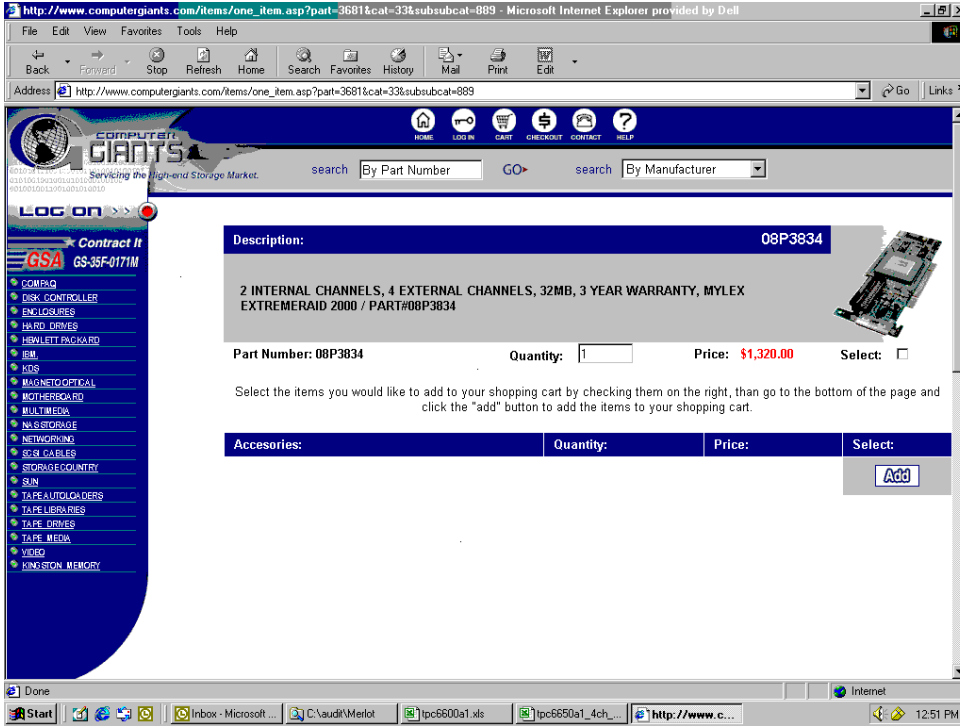 http://www.computergiants.com/items/one_item.asp?part=3681&cat=33&subsubcat=889 - Microsoft Internet Explorer provided by Dell
File Edit View Favorites Tools Help
Back Forward Stop Refresh Home Search Favorites History Mail Print Edit
Address http://www.computergiants.com/items/one_item.asp?part=3681&cat=33&subsubcat=889 Go Links
COMPUTER
GIANTS
Servicing the High-end Storage Market.
HOME LOG IN CART CHECKOUT CONTACT HELP
search By Part Number GO search By Manufacturer
LOG on >>
Contract It
GSA GS-35F-0171M
COMPAQ
DISK CONTROLLER
ENCLOSURES
HARD DRIVES
HEWLETT PACKARD
IBM.
KDS
MAGNETO OPTICAL
MOTHERBOARD
MULTIMEDIA
NAS STORAGE
NETWORKING
SCSI CABLES
STORAGE COUNTRY
SUN
TAPE AUTOLOADERS
TAPE LIBRARIES
TAPE DRIVES
TAPE MEDIA
VIDEO
KINGSTON MEMORY
Description: 08P3834
2 INTERNAL CHANNELS, 4 EXTERNAL CHANNELS, 32MB, 3 YEAR WARRANTY, MYLEX
EXTREMERAID 2000 / PART#08P3834
Part Number: 08P3834 Quantity: 1 Price: $1,320.00 Select:
Select the items you would like to add to your shopping cart by checking them on the right, than go to the bottom of the page and
click the "add" button to add the items to your shopping cart.
Accesories: Quantity: Price: Select:
Add
Done Internet
Start Inbox - Microsoft ... C:\audit\Merlot tpc6600a1.xls tpc6650a1_4ch_... http://www.c... 12:51 PM